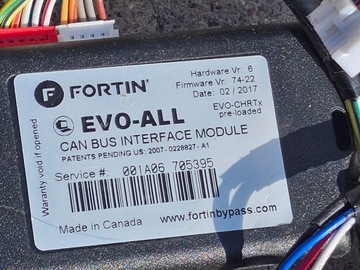 Hardware Vr: 6
Firmware Vr: 74-22
Date: 02 / 2017
F FORTIN®
EVO-CHRTx
pre-loaded
EVO-ALL
CAN BUS INTERFACE MODULE
PATENTS PENDING US: 2007-0228827-A1
Service #: 001A06 705395
Warranty void if opened
Made in Canada
www.fortinbypass.com